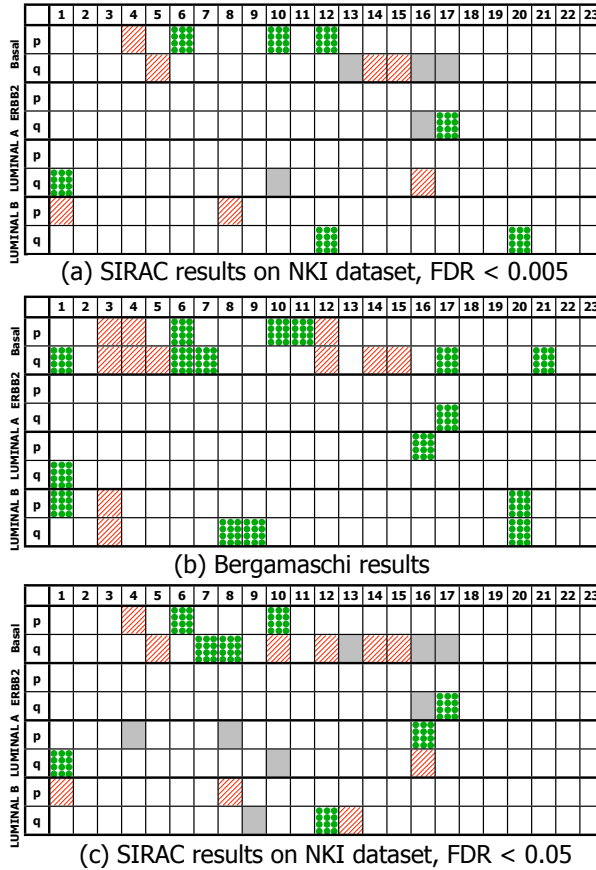 1 2 3 4 5 6 7 8 9 10 11 12 13 14 15 16 17 18 19 20 21 22 23
Basal
p
q
ERBB2
p
q
LUMINAL A
p
q
LUMINAL B
p
q
(a) SIRAC results on NKI dataset, FDR < 0.005
1 2 3 4 5 6 7 8 9 10 11 12 13 14 15 16 17 18 19 20 21 22 23
Basal
p
q
ERBB2
p
q
LUMINAL A
p
q
LUMINAL B
p
q
(b) Bergamaschi results
1 2 3 4 5 6 7 8 9 10 11 12 13 14 15 16 17 18 19 20 21 22 23
Basal
p
q
ERBB2
p
q
LUMINAL A
p
q
LUMINAL B
p
q
(c) SIRAC results on NKI dataset, FDR < 0.05